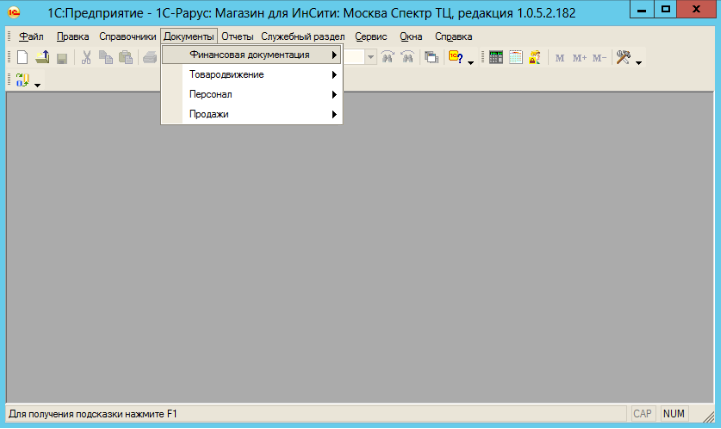 1С:Предприятие - 1С-Рарус: Магазин для ИнСити: Москва Спектр ТЦ, редакция 1.0.5.2.182
Файл Правка Справочники Документы Отчеты Служебный раздел Сервис Окна Справка
Финансовая документация
M M+ M-
Товародвижение
Персонал
Продажи
Для получения подсказки нажмите F1 CAP NUM